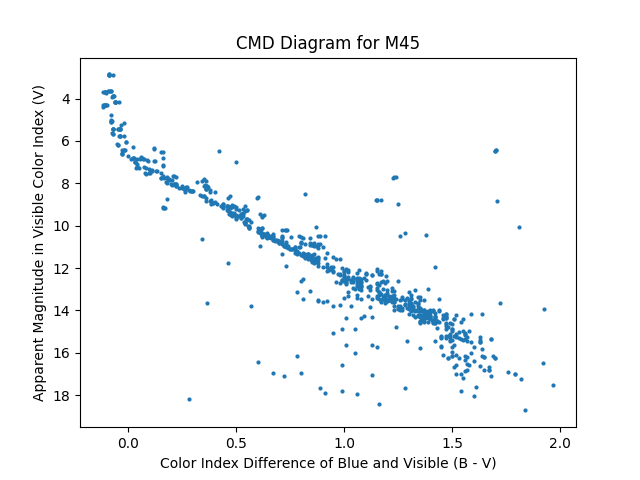 CMD Diagram for M45
Apparent Magnitude in Visible Color Index (V)
4
6
8
10
12
14
16
18
0.0 0.5 1.0 1.5 2.0
Color Index Difference of Blue and Visible (B - V)